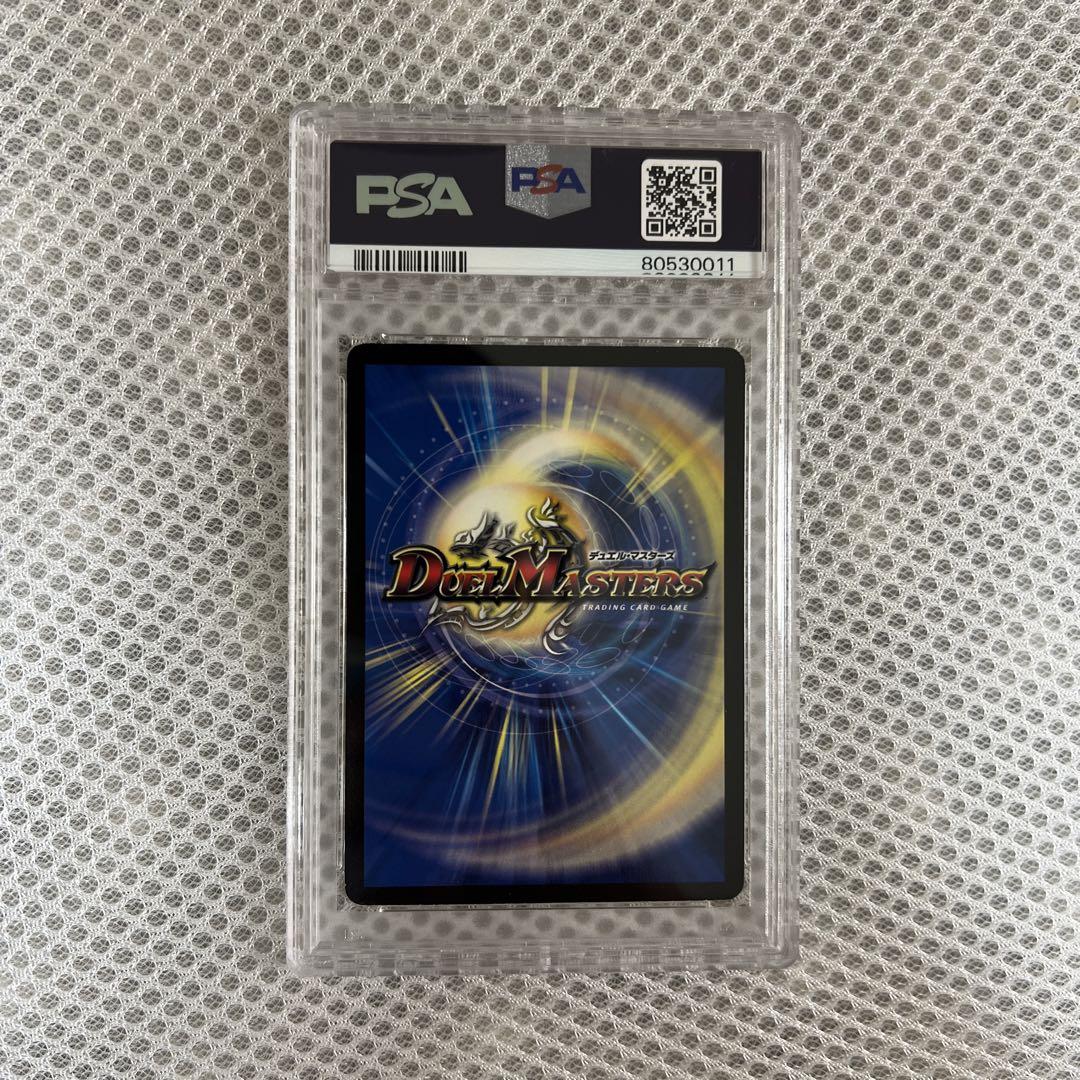 PSA
PSA
80530011
デュエル・マスターズ
DUEL MASTERS
TRADING CARD GAME